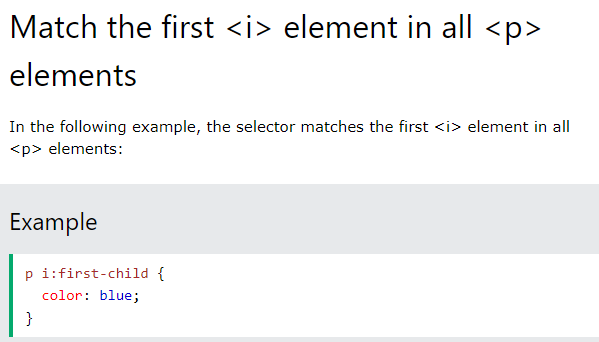 Match the first <i> element in all <p>
elements
In the following example, the selector matches the first <i> element in all
<p> elements:
Example
p i:first-child {
  color: blue;
}